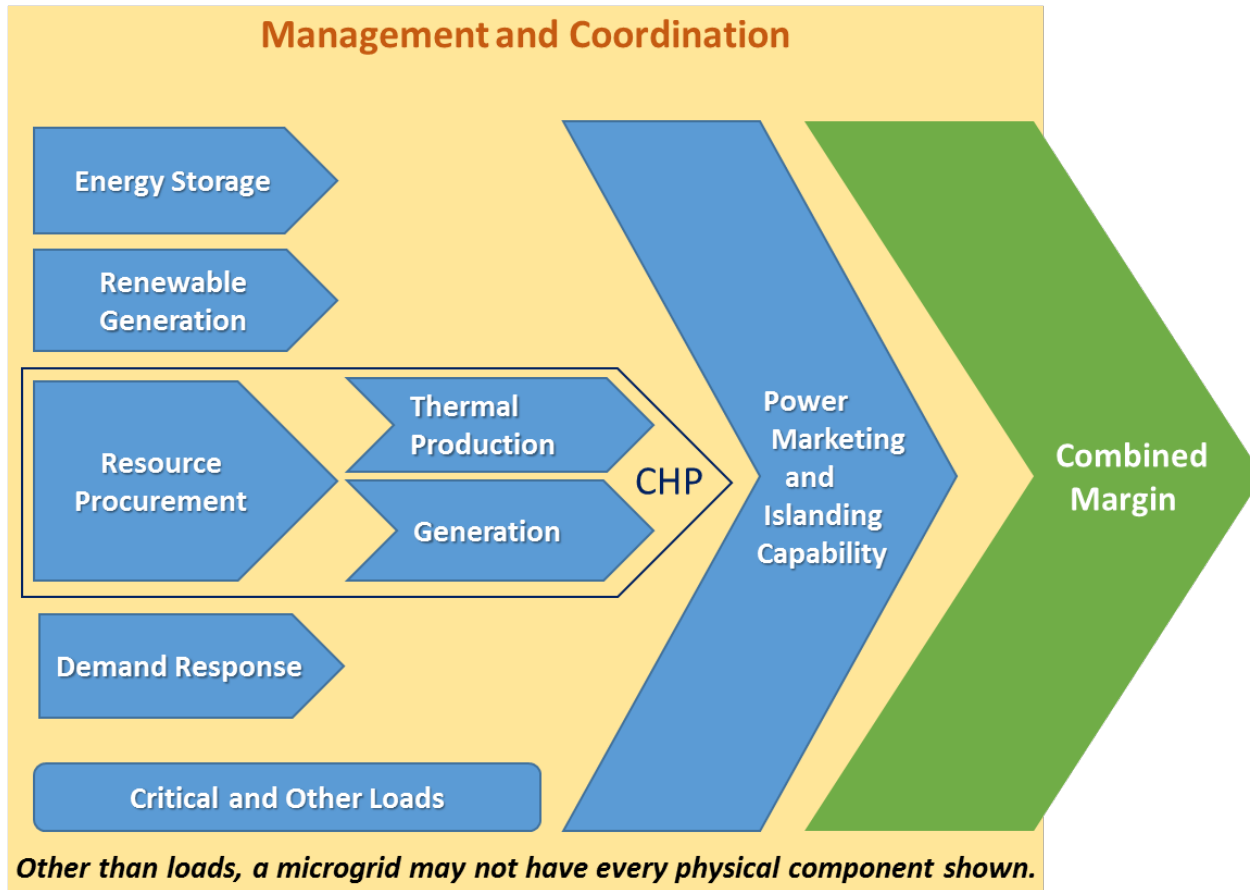 Management and Coordination
Energy Storage
Renewable
Generation
Resource
Procurement
Thermal
Production
Generation
CHP
Demand Response
Critical and Other Loads
Power
Marketing
and
Islanding
Capability
Combined
Margin
Other than loads, a microgrid may not have every physical component shown.